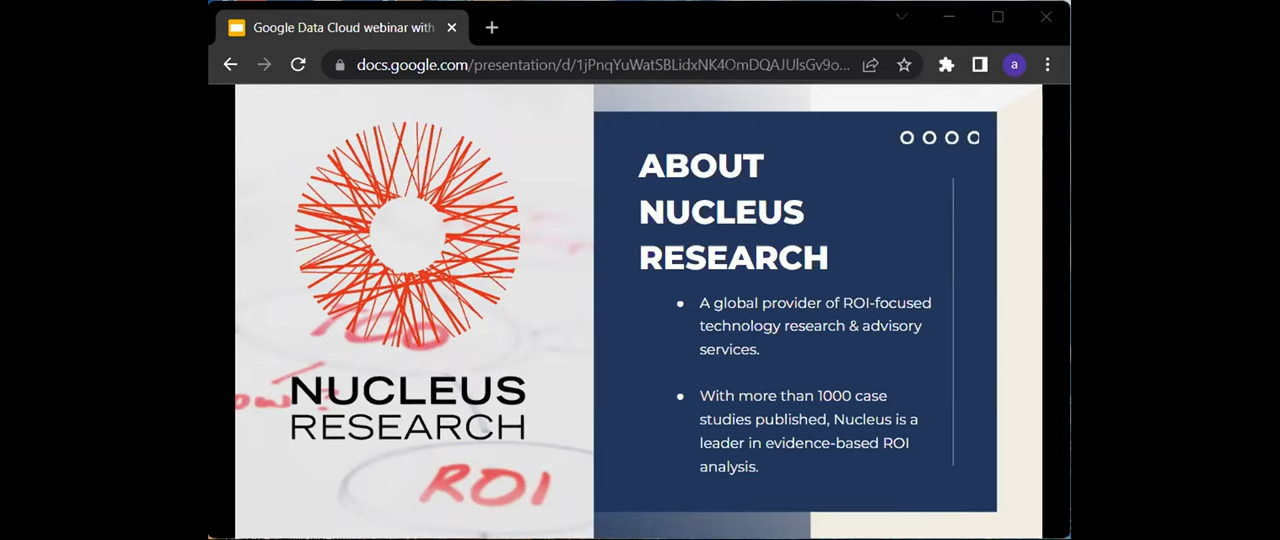 Google Data Cloud webinar with
docs.google.com/presentation/d/1jPnqYuWatSBLidxNK4OmDQAJUlsGv9o...
a
NUCLEUS
RESEARCH
TCO
ROI
ABOUT
NUCLEUS
RESEARCH
● A global provider of ROI-focused
technology research & advisory
services.
● With more than 1000 case
studies published, Nucleus is a
leader in evidence-based ROI
analysis.